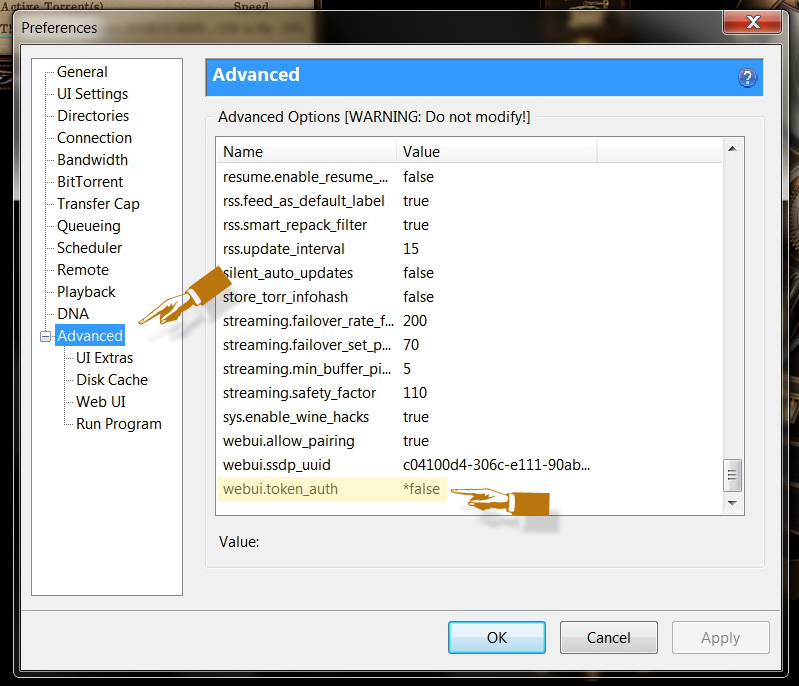 Active Torrent(s) Speed
Preferences
General
UI Settings
Directories
Connection
Bandwidth
BitTorrent
Transfer Cap
Queueing
Scheduler
Remote
Playback
DNA
Advanced
UI Extras
Disk Cache
Web UI
Run Program
Advanced
Advanced Options [WARNING: Do not modify!]
Name Value
resume.enable_resume_... false
rss.feed_as_default_label true
rss.smart_repack_filter true
rss.update_interval 15
silent_auto_updates false
store_torr_infohash false
streaming.failover_rate_f... 200
streaming.failover_set_p... 70
streaming.min_buffer_pi... 5
streaming.safety_factor 110
sys.enable_wine_hacks true
webui.allow_pairing true
webui.ssdp_uuid c04100d4-306c-e111-90ab...
webui.token_auth *false
Value:
OK Cancel Apply